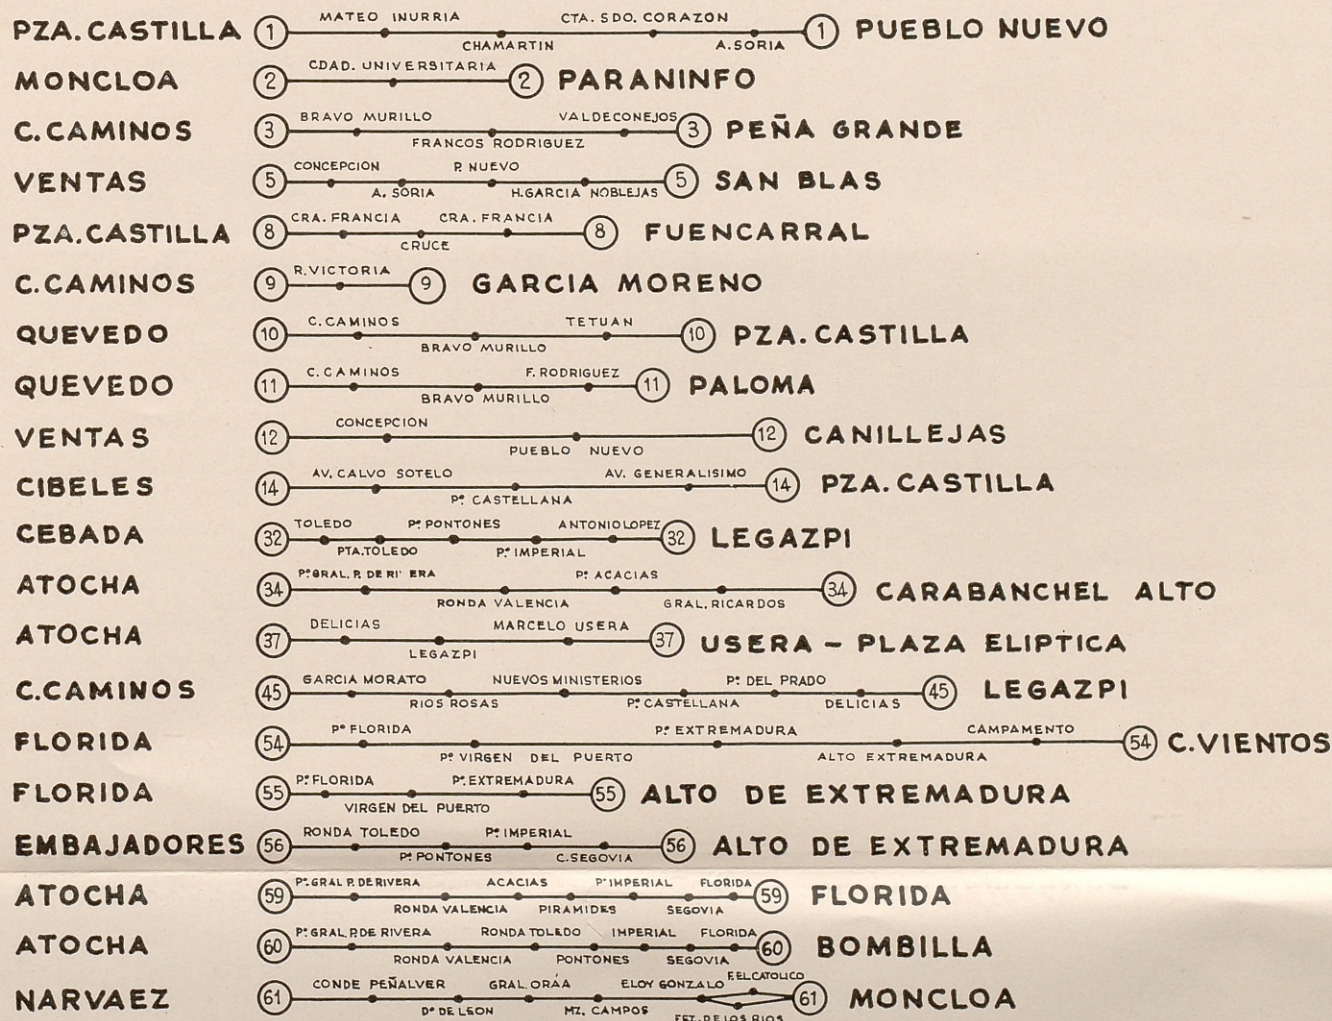 PZA. CASTILLA 1 MATEO INURRIA CHAMARTIN CTA. SDO. CORAZON A. SORIA 1 PUEBLO NUEVO
MONCLOA 2 CDAD. UNIVERSITARIA 2 PARANINFO
C. CAMINOS 3 BRAVO MURILLO FRANCOS RODRIGUEZ VALDECONEJOS 3 PEÑA GRANDE
VENTAS 5 CONCEPCION A. SORIA P. NUEVO H. GARCIA NOBLEJAS 5 SAN BLAS
PZA. CASTILLA 8 CRA. FRANCIA CRUCE CRA. FRANCIA 8 FUENCARRAL
C. CAMINOS 9 R. VICTORIA 9 GARCIA MORENO
QUEVEDO 10 C. CAMINOS BRAVO MURILLO TETUAN 10 PZA. CASTILLA
QUEVEDO 11 C. CAMINOS BRAVO MURILLO F. RODRIGUEZ 11 PALOMA
VENTAS 12 CONCEPCION PUEBLO NUEVO 12 CANILLEJAS
CIBELES 14 AV. CALVO SOTELO Pº CASTELLANA AV. GENERALISIMO 14 PZA. CASTILLA
CEBADA 32 TOLEDO PTA. TOLEDO Pº PONTONES Pº IMPERIAL ANTONIO LOPEZ 32 LEGAZPI
ATOCHA 34 Pº GRAL. P. DE RI ERA RONDA VALENCIA Pº ACACIAS GRAL. RICARDOS 34 CARABANCHEL ALTO
ATOCHA 37 DELICIAS LEGAZPI MARCELO USERA 37 USERA - PLAZA ELIPTICA
C. CAMINOS 45 GARCIA MORATO RIOS ROSAS NUEVOS MINISTERIOS Pº CASTELLANA Pº DEL PRADO DELICIAS 45 LEGAZPI
FLORIDA 54 Pº FLORIDA Pº VIRGEN DEL PUERTO Pº EXTREMADURA ALTO EXTREMADURA CAMPAMENTO 54 C. VIENTOS
FLORIDA 55 Pº FLORIDA VIRGEN DEL PUERTO Pº EXTREMADURA 55 ALTO DE EXTREMADURA
EMBAJADORES 56 RONDA TOLEDO Pº PONTONES Pº IMPERIAL C. SEGOVIA 56 ALTO DE EXTREMADURA
ATOCHA 59 Pº GRAL P. DE RIVERA RONDA VALENCIA ACACIAS PIRAMIDES Pº IMPERIAL SEGOVIA FLORIDA 59 FLORIDA
ATOCHA 60 Pº GRAL P. DE RIVERA RONDA VALENCIA RONDA TOLEDO PONTONES IMPERIAL SEGOVIA FLORIDA 60 BOMBILLA
NARVAEZ 61 CONDE PEÑALVER Dº DE LEON GRAL. ORÁA MZ. CAMPOS ELOY GONZALO F. EL CATOLICO FEZ. DE LOS RIOS 61 MONCLOA